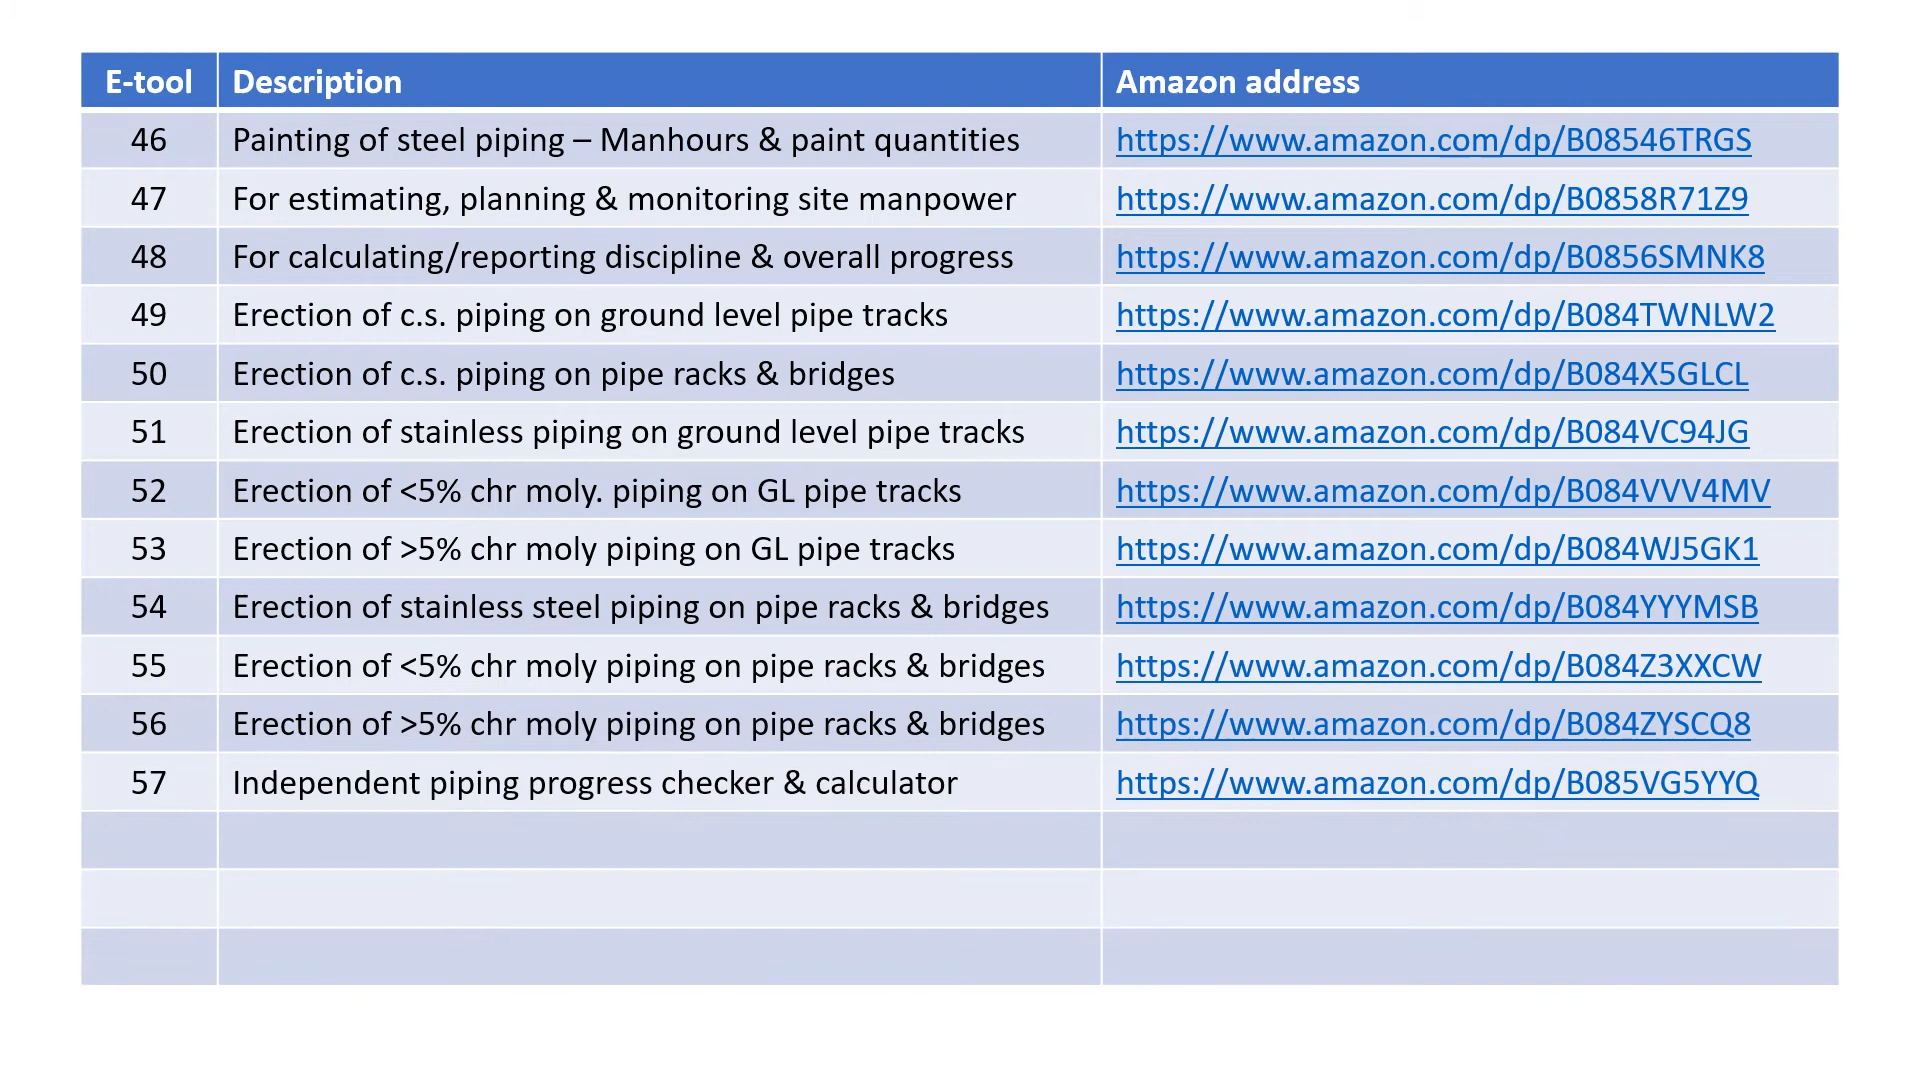 E-tool Description Amazon address
46 Painting of steel piping – Manhours & paint quantities https://www.amazon.com/dp/B08546TRGS
47 For estimating, planning & monitoring site manpower https://www.amazon.com/dp/B0858R71Z9
48 For calculating/reporting discipline & overall progress https://www.amazon.com/dp/B0856SMNK8
49 Erection of c.s. piping on ground level pipe tracks https://www.amazon.com/dp/B084TWNLW2
50 Erection of c.s. piping on pipe racks & bridges https://www.amazon.com/dp/B084X5GLCL
51 Erection of stainless piping on ground level pipe tracks https://www.amazon.com/dp/B084VC94JG
52 Erection of <5% chr moly. piping on GL pipe tracks https://www.amazon.com/dp/B084VVV4MV
53 Erection of >5% chr moly piping on GL pipe tracks https://www.amazon.com/dp/B084WJ5GK1
54 Erection of stainless steel piping on pipe racks & bridges https://www.amazon.com/dp/B084YYYMSB
55 Erection of <5% chr moly piping on pipe racks & bridges https://www.amazon.com/dp/B084Z3XXCW
56 Erection of >5% chr moly piping on pipe racks & bridges https://www.amazon.com/dp/B084ZYSCQ8
57 Independent piping progress checker & calculator https://www.amazon.com/dp/B085VG5YYQ